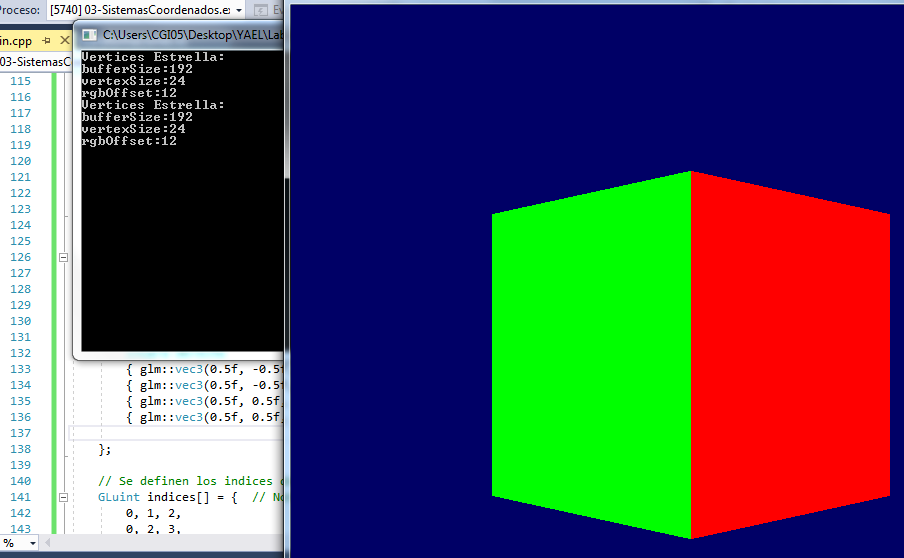 Proceso: [5740] 03-SistemasCoordenados.ex
in.cpp
C:\Users\CGI05\Desktop\YAEL\Lab
03-SistemasC
Vertices Estrella:
bufferSize:192
vertexSize:24
rgbOffset:12
Vertices Estrella:
bufferSize:192
vertexSize:24
rgbOffset:12
115
116
117
118
119
120
121
122
123
124
125
126
127
128
129
130
131
132
133 { glm::vec3(0.5f, -0.5f
134 { glm::vec3(0.5f, -0.5f
135 { glm::vec3(0.5f, 0.5f,
136 { glm::vec3(0.5f, 0.5f,
137
138 };
139
140 // Se definen los indices
141 GLuint indices[] = { // No
142 0, 1, 2,
143 0, 2, 3,
%